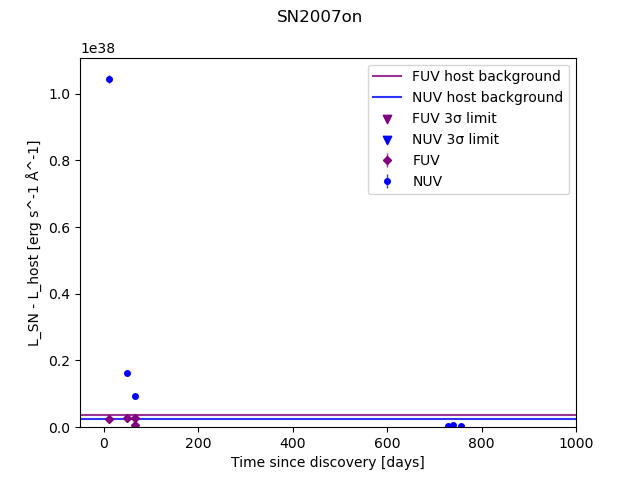 SN2007on
1e38
FUV host background
NUV host background
FUV 3σ limit
NUV 3σ limit
FUV
NUV
L_SN - L_host [erg s^-1 Å^-1]
1.0
0.8
0.6
0.4
0.2
0.0
0 200 400 600 800 1000
Time since discovery [days]